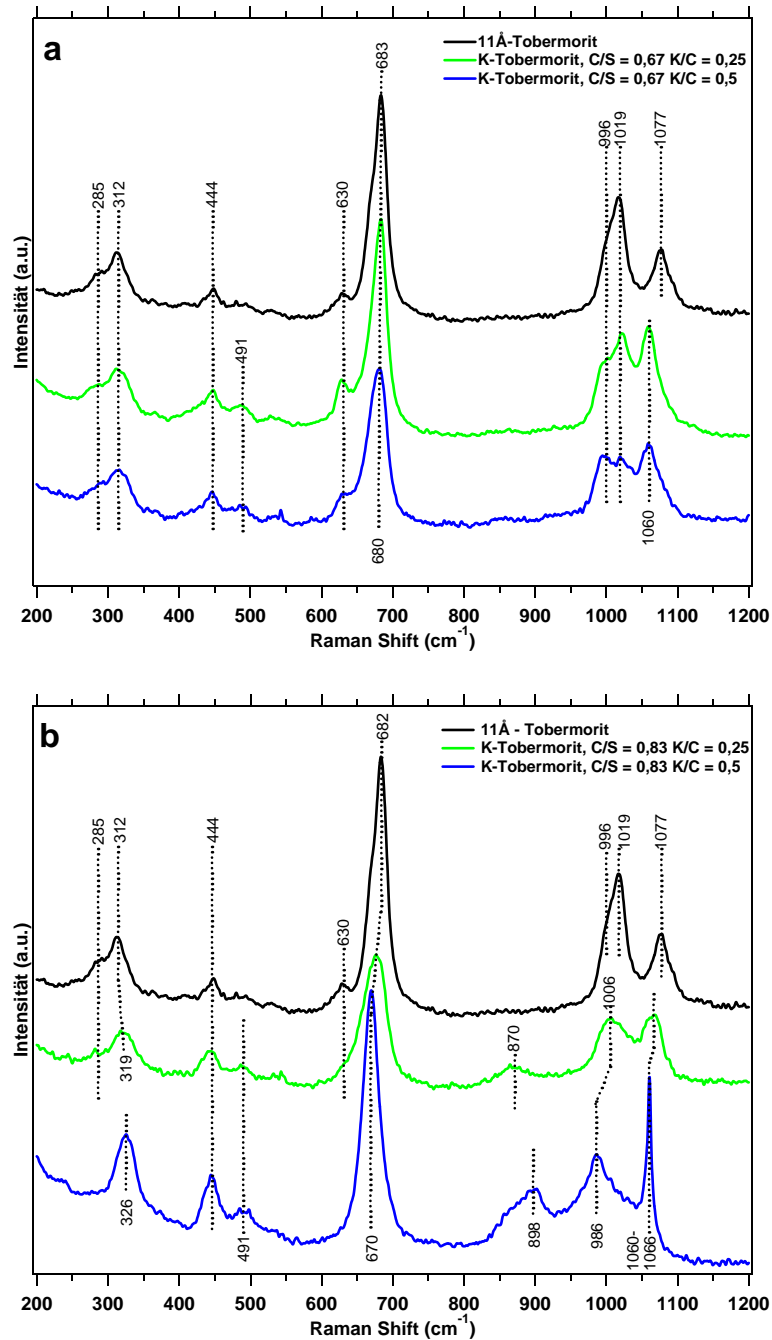 a
11Å-Tobermorit
K-Tobermorit, C/S = 0,67 K/C = 0,25
K-Tobermorit, C/S = 0,67 K/C = 0,5
285
312
444
491
630
683
680
996
1019
1077
1060
Intensität (a.u.)
200 300 400 500 600 700 800 900 1000 1100 1200
Raman Shift (cm-1)
b
11Å - Tobermorit
K-Tobermorit, C/S = 0,83 K/C = 0,25
K-Tobermorit, C/S = 0,83 K/C = 0,5
285
312
444
630
682
996
1019
1077
319
870
1006
326
491
670
898
986
1060-
1066
Intensität (a.u.)
200 300 400 500 600 700 800 900 1000 1100 1200
Raman Shift (cm-1)